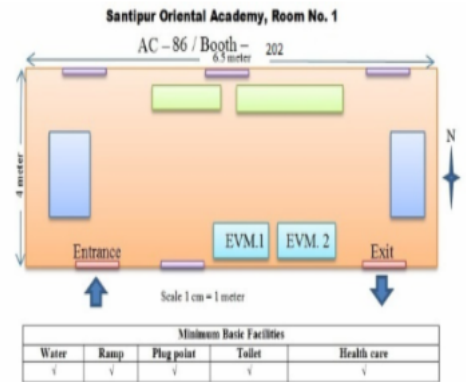 Santipur Oriental Academy, Room No. 1
AC – 86 / Booth – 202
6.5 meter
4 meter
N
EVM.1
EVM. 2
Entrance
Exit
Scale 1 cm = 1 meter
Minimum Basic Facilities
Water Ramp Plug point Toilet Health care
√ √ √ √ √